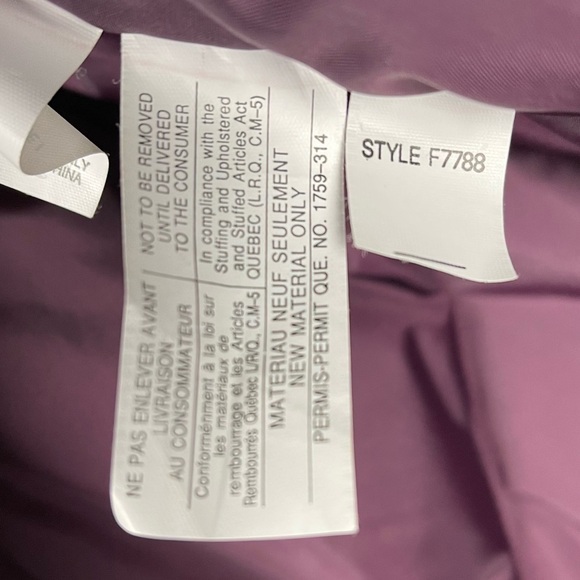 NE PAS ENLEVER AVANT
LIVRAISON
AU CONSOMMATEUR
NOT TO BE REMOVED
UNTIL DELIVERED
TO THE CONSUMER
Conforménment à la loi sur
les matériaux de
rembourrage et les Articles
Rembourrés Québec UR/Q., C.M-5
In compliance with the
Stuffing and Upholstered
and Stuffed Articles Act
QUEBEC (L.R.Q., C.M-5)
MATERIAU NEUF SEULEMENT
NEW MATERIAL ONLY
PERMIS-PERMIT QUE. NO. 1759-314
STYLE F7788